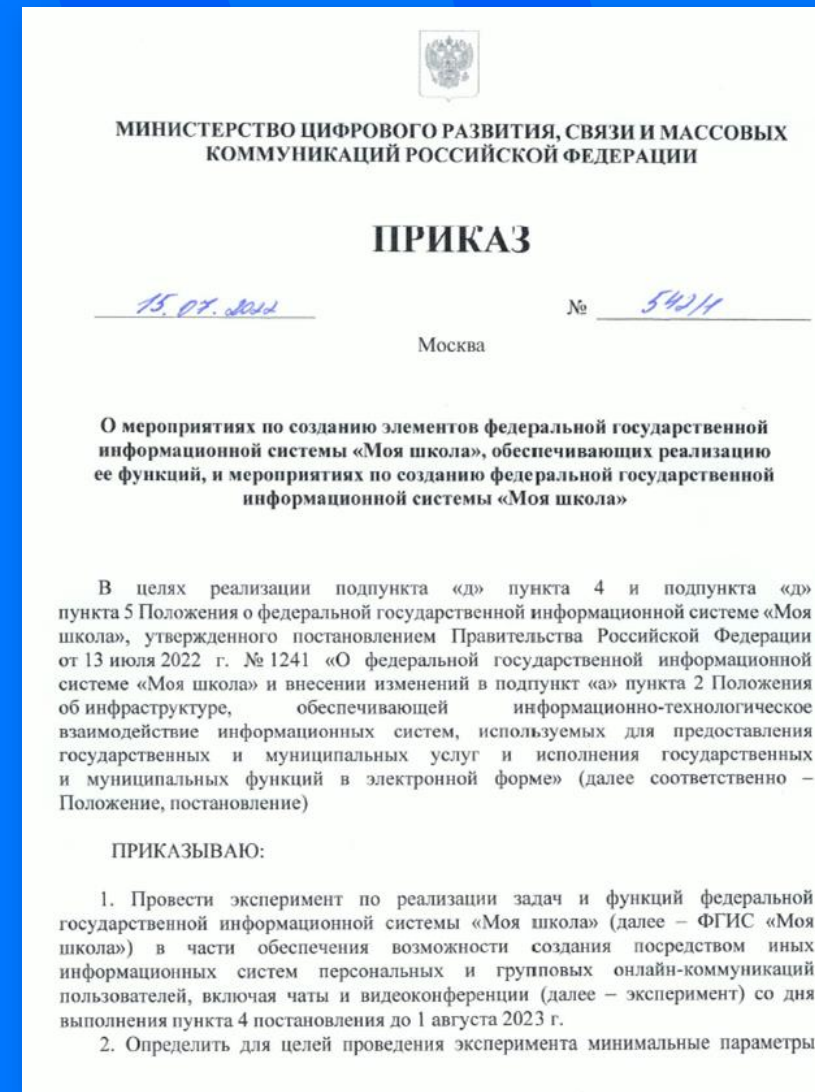 МИНИСТЕРСТВО ЦИФРОВОГО РАЗВИТИЯ, СВЯЗИ И МАССОВЫХ
КОММУНИКАЦИЙ РОССИЙСКОЙ ФЕДЕРАЦИИ
ПРИКАЗ
15.07.2022 № 542/1
Москва
О мероприятиях по созданию элементов федеральной государственной
информационной системы «Моя школа», обеспечивающих реализацию
ее функций, и мероприятиях по созданию федеральной государственной
информационной системы «Моя школа»
В целях реализации подпункта «д» пункта 4 и подпункта «д»
пункта 5 Положения о федеральной государственной информационной системе «Моя
школа», утвержденного постановлением Правительства Российской Федерации
от 13 июля 2022 г. № 1241 «О федеральной государственной информационной
системе «Моя школа» и внесении изменений в подпункт «а» пункта 2 Положения
об инфраструктуре, обеспечивающей информационно-технологическое
взаимодействие информационных систем, используемых для предоставления
государственных и муниципальных услуг и исполнения государственных
и муниципальных функций в электронной форме» (далее соответственно –
Положение, постановление)
ПРИКАЗЫВАЮ:
1. Провести эксперимент по реализации задач и функций федеральной
государственной информационной системы «Моя школа» (далее – ФГИС «Моя
школа») в части обеспечения возможности создания посредством иных
информационных систем персональных и групповых онлайн-коммуникаций
пользователей, включая чаты и видеоконференции (далее – эксперимент) со дня
выполнения пункта 4 постановления до 1 августа 2023 г.
2. Определить для целей проведения эксперимента минимальные параметры